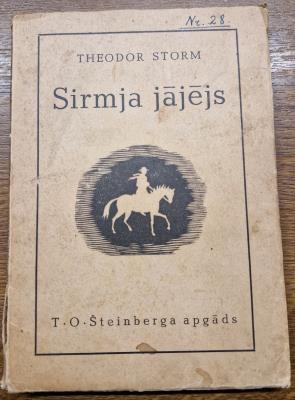 Nr. 28.
THEODOR STORM
Sirmja jājējs
T·O·Šteinberga apgāds